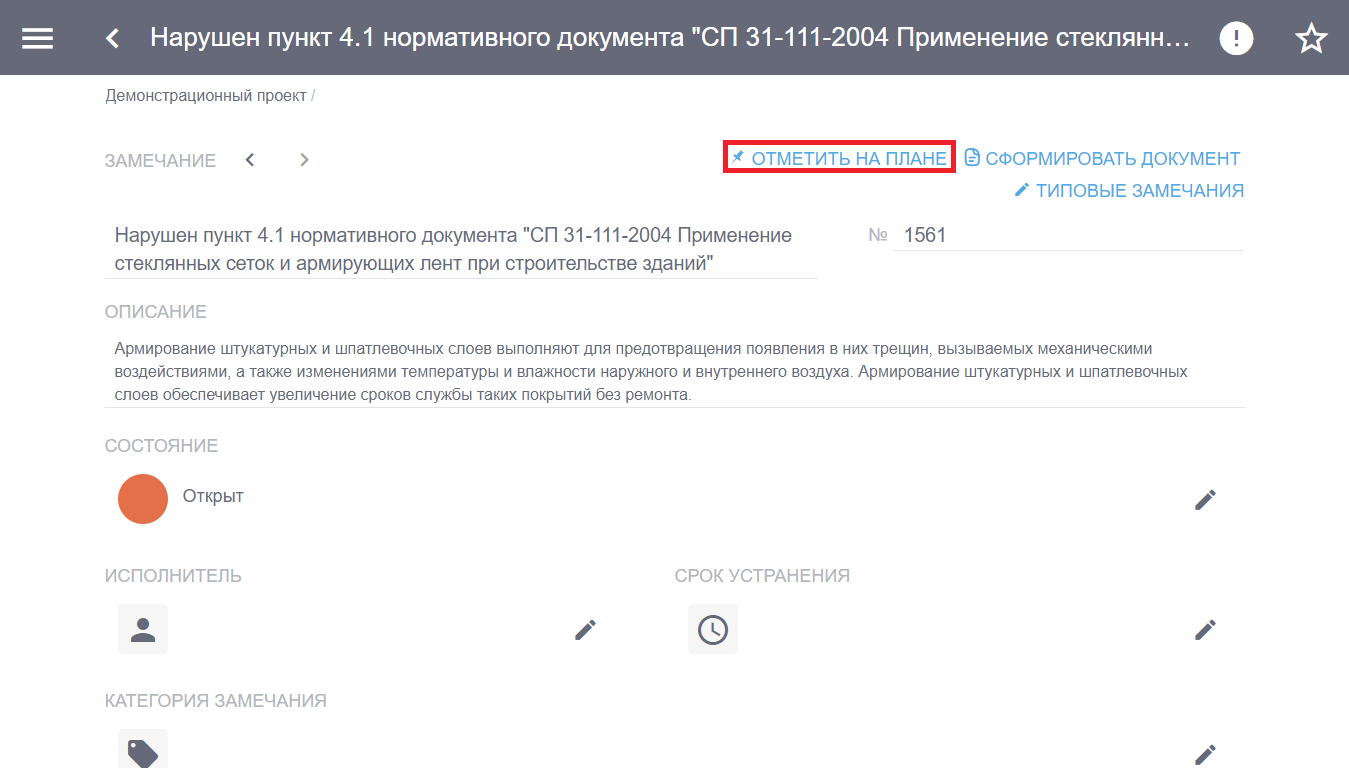 Нарушен пункт 4.1 нормативного документа "СП 31-111-2004 Применение стеклянн...
Демонстрационный проект /
ЗАМЕЧАНИЕ
ОТМЕТИТЬ НА ПЛАНЕ
СФОРМИРОВАТЬ ДОКУМЕНТ
ТИПОВЫЕ ЗАМЕЧАНИЯ
Нарушен пункт 4.1 нормативного документа "СП 31-111-2004 Применение
стеклянных сеток и армирующих лент при строительстве зданий"
№ 1561
ОПИСАНИЕ
Армирование штукатурных и шпатлевочных слоев выполняют для предотвращения появления в них трещин, вызываемых механическими
воздействиями, а также изменениями температуры и влажности наружного и внутреннего воздуха. Армирование штукатурных и шпатлевочных
слоев обеспечивает увеличение сроков службы таких покрытий без ремонта.
СОСТОЯНИЕ
Открыт
ИСПОЛНИТЕЛЬ
СРОК УСТРАНЕНИЯ
КАТЕГОРИЯ ЗАМЕЧАНИЯ